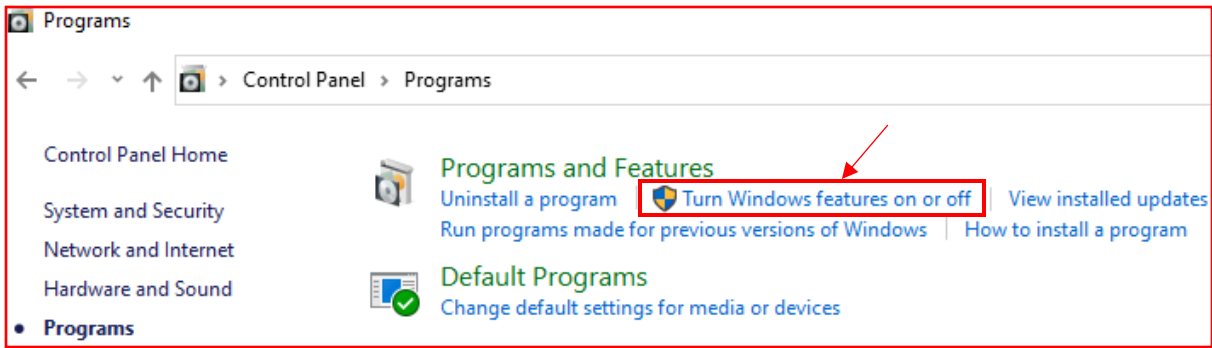 Programs
Control Panel > Programs
Control Panel Home
System and Security
Network and Internet
Hardware and Sound
Programs
Programs and Features
Uninstall a program Turn Windows features on or off View installed updates
Run programs made for previous versions of Windows How to install a program
Default Programs
Change default settings for media or devices